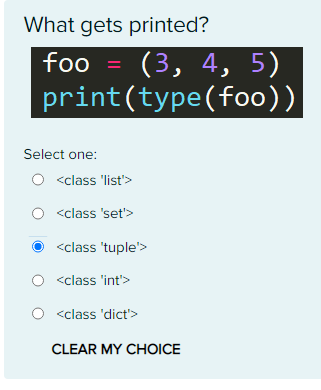 What gets printed?
foo = (3, 4, 5)
print(type(foo))
Select one:
<class 'list'>
<class 'set'>
<class 'tuple'>
<class 'int'>
<class 'dict'>
CLEAR MY CHOICE